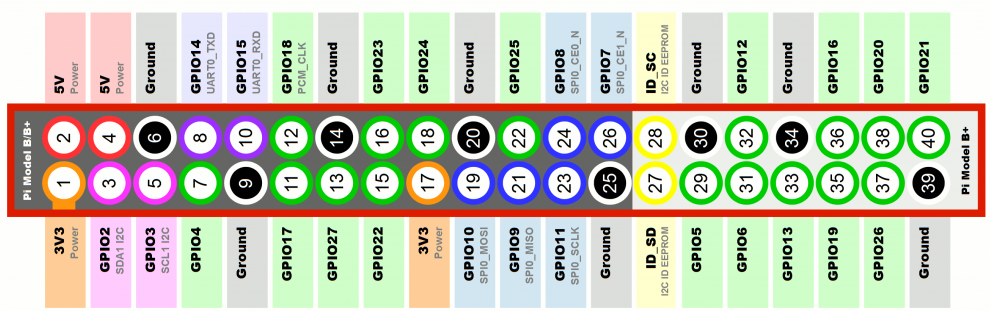 5V
Power
5V
Power
Ground
GPIO14
UART0_TXD
GPIO15
UART0_RXD
GPIO18
PCM_CLK
Ground
GPIO23
GPIO24
Ground
GPIO25
GPIO8
SPI0_CE0_N
GPIO7
SPI0_CE1_N
ID_SC
I2C ID EEPROM
Ground
GPIO12
Ground
GPIO16
GPIO20
GPIO21
Pi Model B/B+
2 4 6 8 10 12 14 16 18 20 22 24 26 28 30 32 34 36 38 40
1 3 5 7 9 11 13 15 17 19 21 23 25 27 29 31 33 35 37 39
Pi Model B+
3V3
Power
GPIO2
SDA1 I2C
GPIO3
SCL1 I2C
GPIO4
Ground
GPIO17
GPIO27
GPIO22
3V3
Power
GPIO10
SPI0_MOSI
GPIO9
SPI0_MISO
GPIO11
SPI0_SCLK
Ground
ID_SD
I2C ID EEPROM
GPIO5
GPIO6
GPIO13
GPIO19
GPIO26
Ground